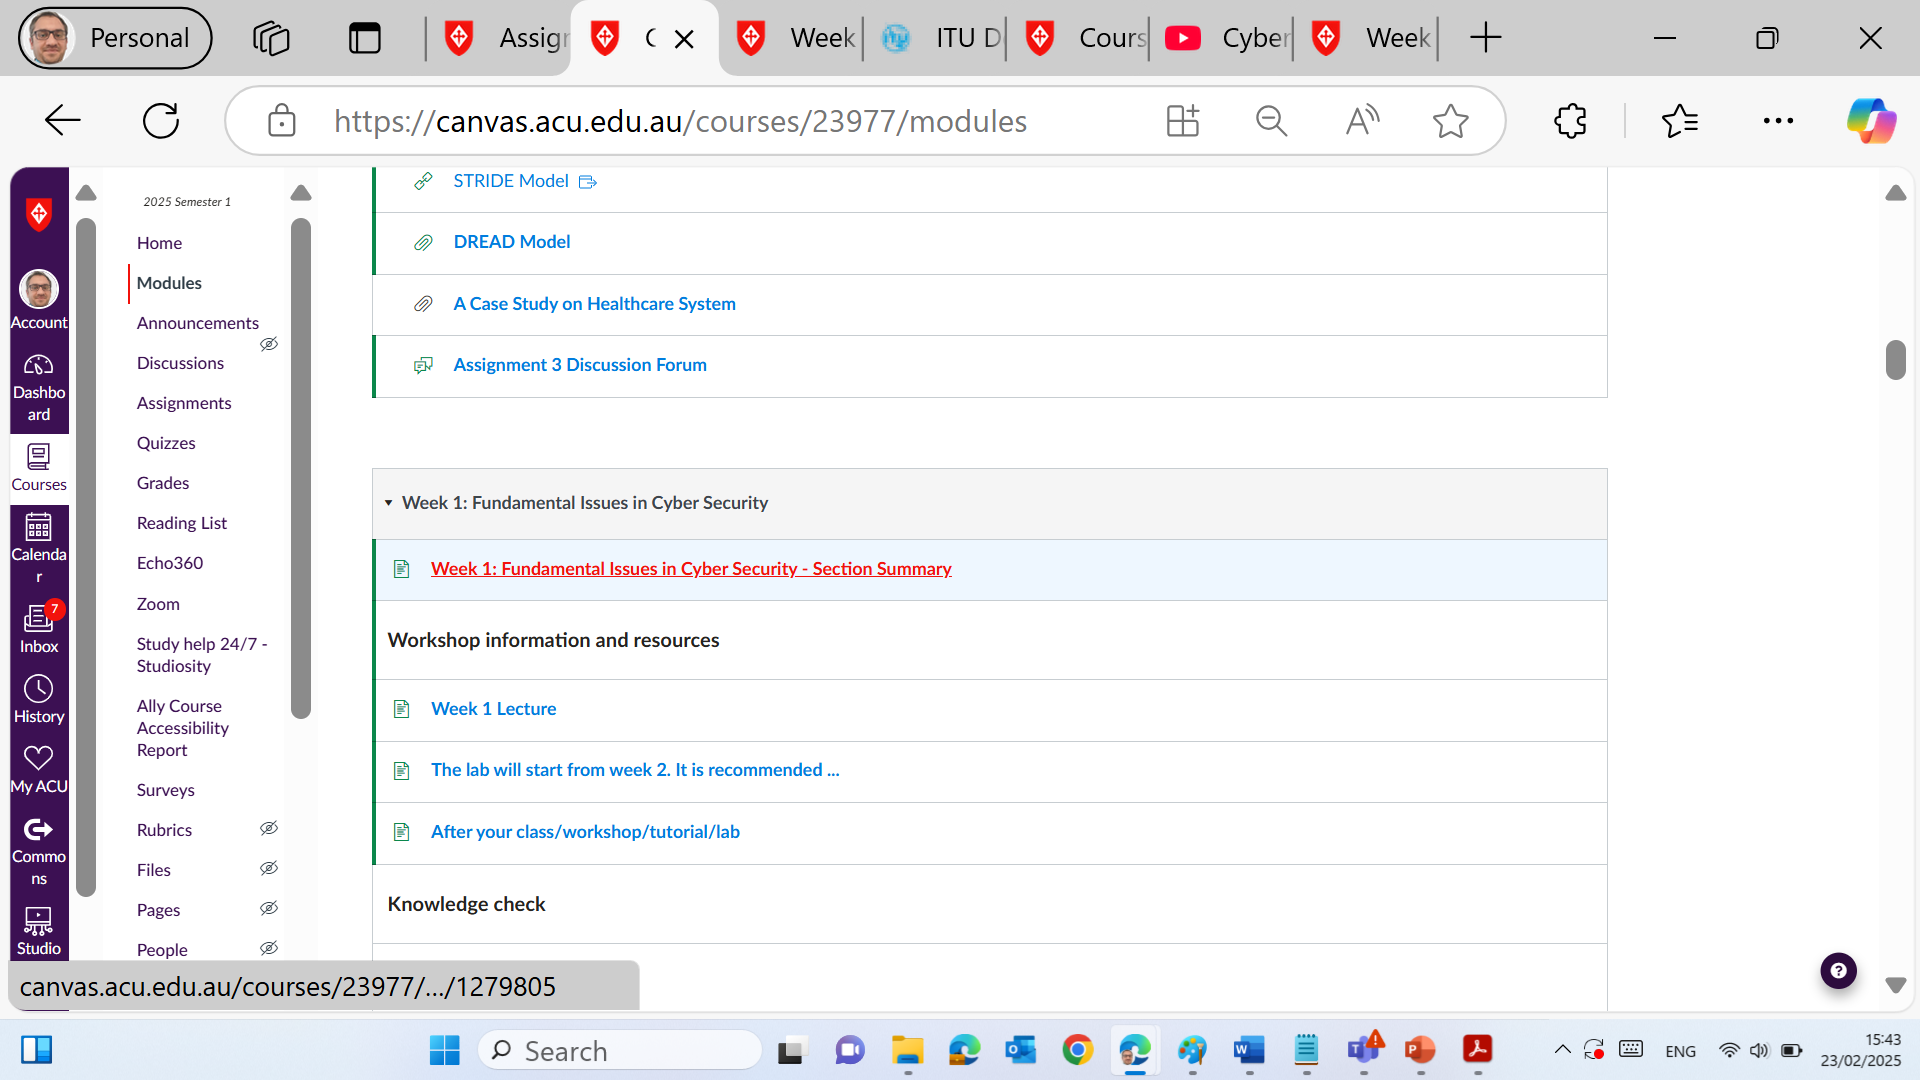 Personal
Assigr
C
Week
ITU D
Cours
Cyber
Week
https://canvas.acu.edu.au/courses/23977/modules
Account
Dashbo
ard
Courses
Calenda
r
7
Inbox
History
My ACU
Commo
ns
Studio
2025 Semester 1
Home
Modules
Announcements
Discussions
Assignments
Quizzes
Grades
Reading List
Echo360
Zoom
Study help 24/7 -
Studiosity
Ally Course
Accessibility
Report
Surveys
Rubrics
Files
Pages
People
STRIDE Model
DREAD Model
A Case Study on Healthcare System
Assignment 3 Discussion Forum
Week 1: Fundamental Issues in Cyber Security
Week 1: Fundamental Issues in Cyber Security - Section Summary
Workshop information and resources
Week 1 Lecture
The lab will start from week 2. It is recommended ...
After your class/workshop/tutorial/lab
Knowledge check
canvas.acu.edu.au/courses/23977/.../1279805
Search
ENG
15:43
23/02/2025